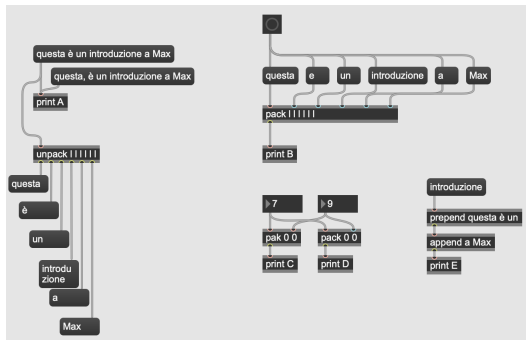 questa è un introduzione a Max
questa, è un introduzione a Max
print A
unpack l l l l l l
questa
è
un
introdu
zione
a
Max
questa
e
un
introduzione
a
Max
pack l l l l l l
print B
7
9
pak 0 0
pack 0 0
print C
print D
introduzione
prepend questa è un
append a Max
print E